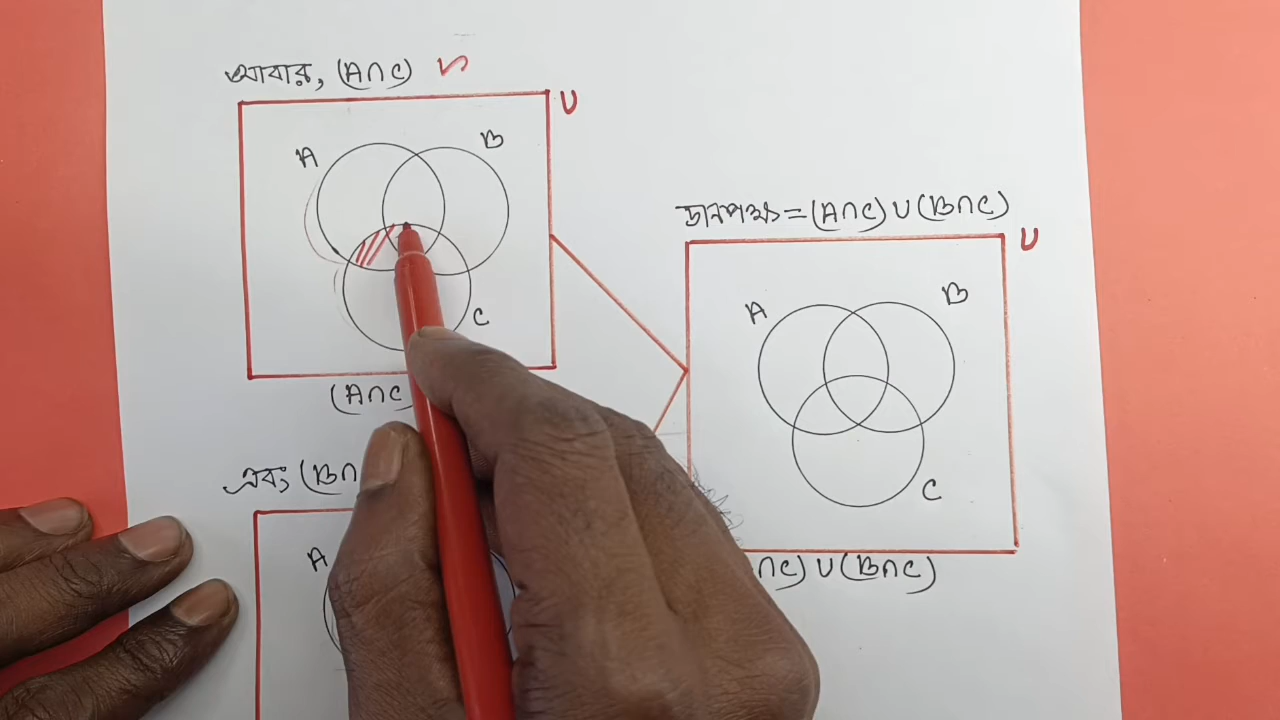 আবার, (A∩C)
U
A
B
C
(A∩C
এবং (B∩
A
ডানপক্ষ = (A∩C) ∪ (B∩C)
U
A
B
C
∩C) ∪ (B∩C)